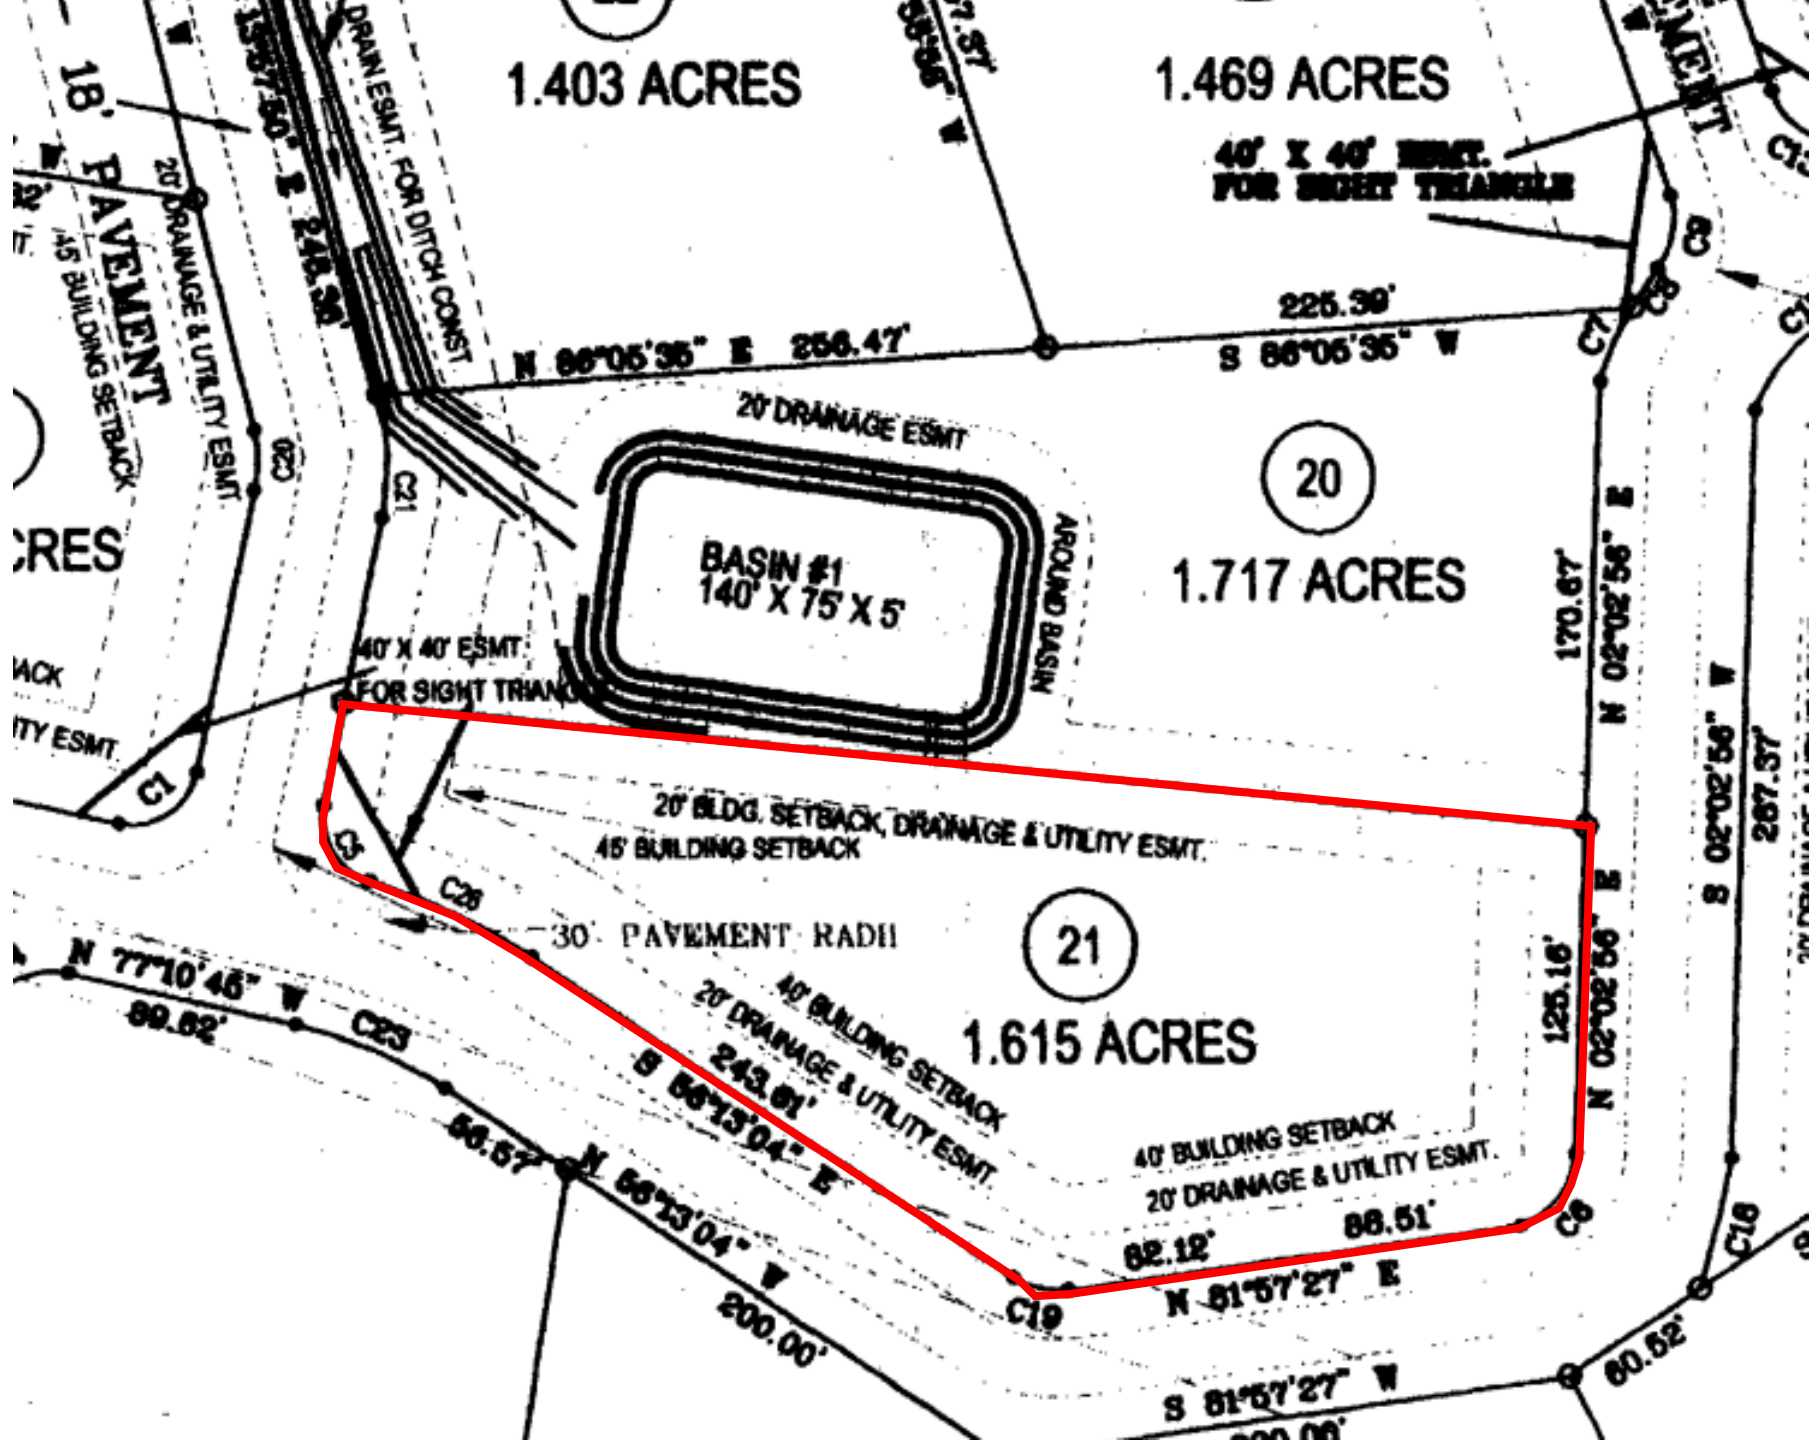 1.403 ACRES
1.469 ACRES
18' PAVEMENT
W
W
W
DRAIN ESMT. FOR DITCH CONST.
20' DRAINAGE & UTILITY ESMT.
45' BUILDING SETBACK
E 248.36'
W
W
40' X 40' ESMT.
FOR SIGHT TRIANGLE
C9
C8
C7
225.39'
S 86°05'35" W
N 86°05'35" E 256.47'
20' DRAINAGE ESMT
AROUND BASIN
C20
C21
20
1.717 ACRES
BASIN #1
140' X 75' X 5'
170.67'
N 02°02'56" E
40' X 40' ESMT.
FOR SIGHT TRIANGLE
C1
S 02°02'56" W
267.37'
20' BLDG. SETBACK, DRAINAGE & UTILITY ESMT.
45' BUILDING SETBACK
C5
C26
30' PAVEMENT RADII
21
1.615 ACRES
125.16'
N 02°02'56" E
40' BUILDING SETBACK
20' DRAINAGE & UTILITY ESMT.
N 77°10'45" W
89.62'
C23
243.61'
S 56°13'04" E
40' BUILDING SETBACK
20' DRAINAGE & UTILITY ESMT.
56.57'
N 56°13'04" W
200.00'
82.12'
88.51'
C6
C19
N 81°57'27" E
C18
60.52'
S 81°57'27" W